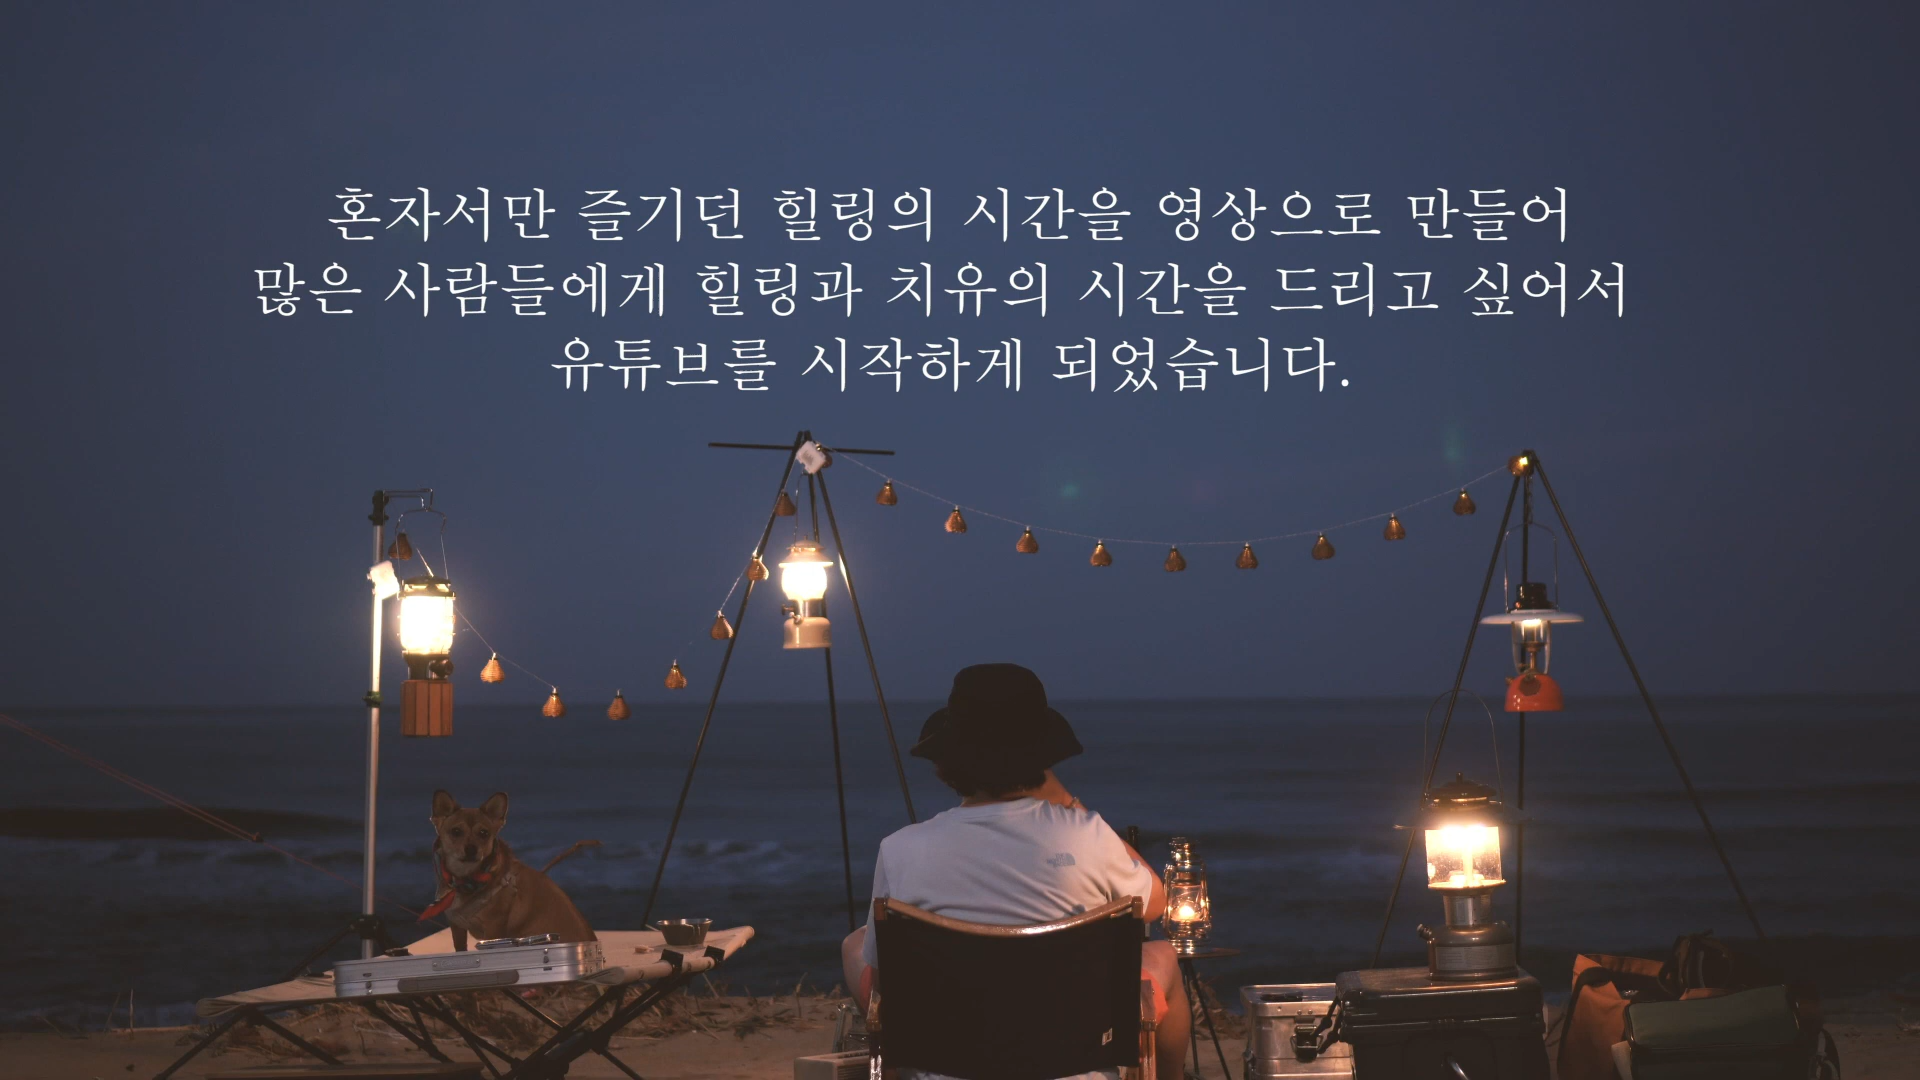 혼자서만 즐기던 힐링의 시간을 영상으로 만들어
많은 사람들에게 힐링과 치유의 시간을 드리고 싶어서
유튜브를 시작하게 되었습니다.